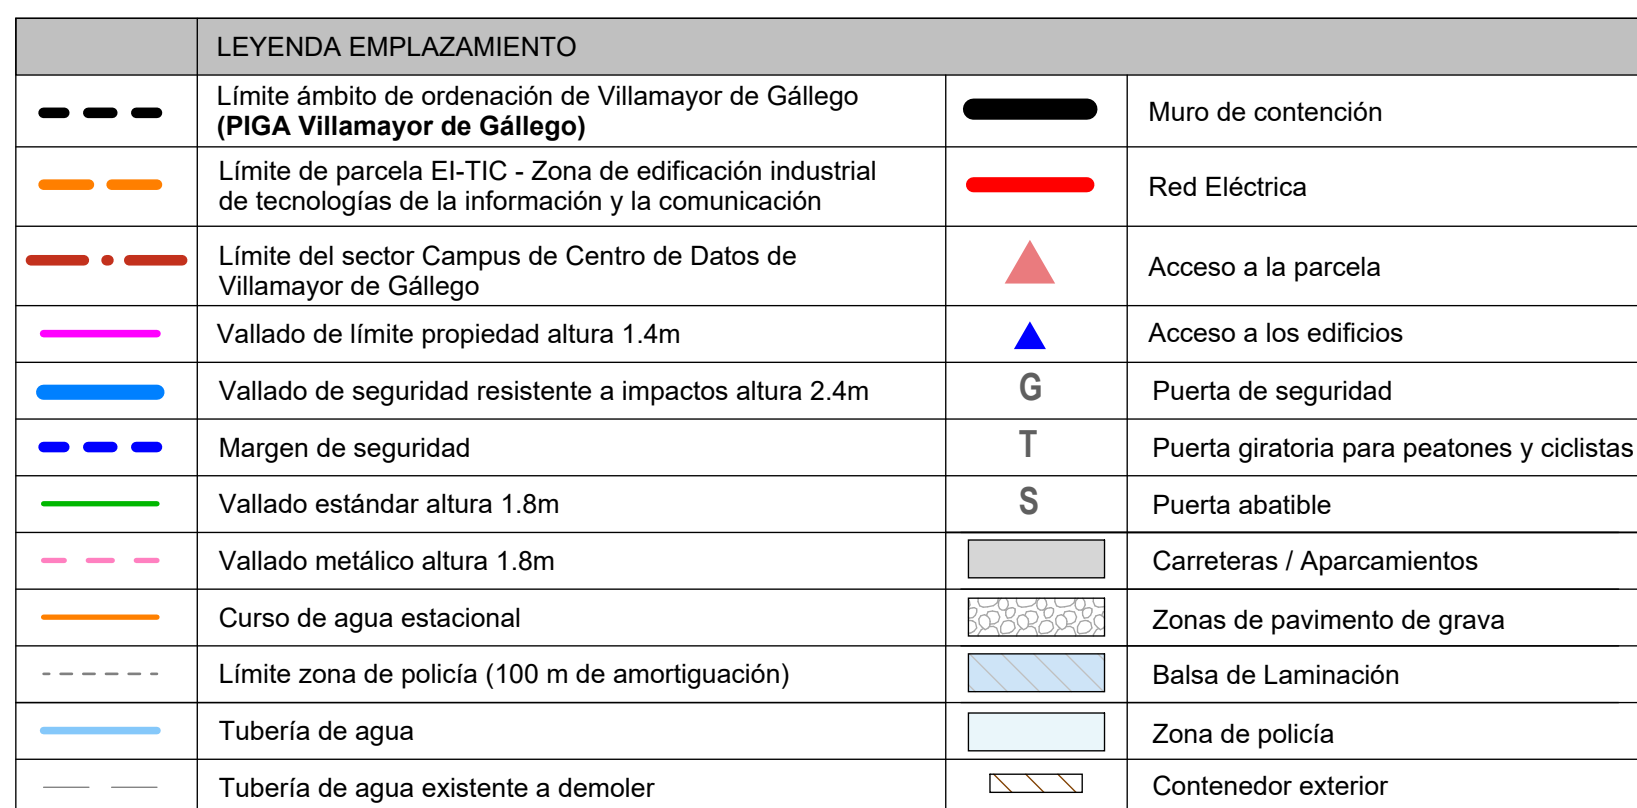 LEYENDA EMPLAZAMIENTO
Límite ámbito de ordenación de Villamayor de Gállego
(PIGA Villamayor de Gállego)
Muro de contención
Límite de parcela EI-TIC - Zona de edificación industrial
de tecnologías de la información y la comunicación
Red Eléctrica
Límite del sector Campus de Centro de Datos de
Villamayor de Gállego
Acceso a la parcela
Vallado de límite propiedad altura 1.4m
Acceso a los edificios
Vallado de seguridad resistente a impactos altura 2.4m
G Puerta de seguridad
Margen de seguridad
T Puerta giratoria para peatones y ciclistas
Vallado estándar altura 1.8m
S Puerta abatible
Vallado metálico altura 1.8m
Carreteras / Aparcamientos
Curso de agua estacional
Zonas de pavimento de grava
Límite zona de policía (100 m de amortiguación)
Balsa de Laminación
Tubería de agua
Zona de policía
Tubería de agua existente a demoler
Contenedor exterior